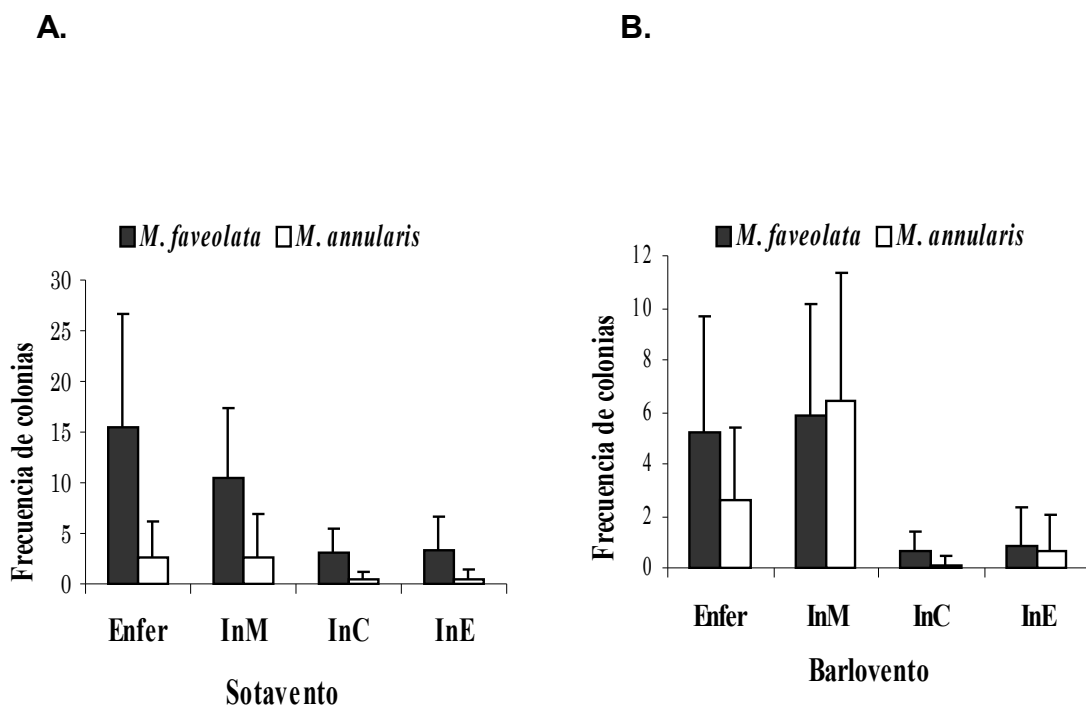 A.
B.
M. faveolata M. annularis
30
25
20
15
10
5
0
Frecuencia de colonias
Enfer InM InC InE
Sotavento
M. faveolata M. annularis
12
10
8
6
4
2
0
Frecuencia de colonias
Enfer InM InC InE
Barlovento